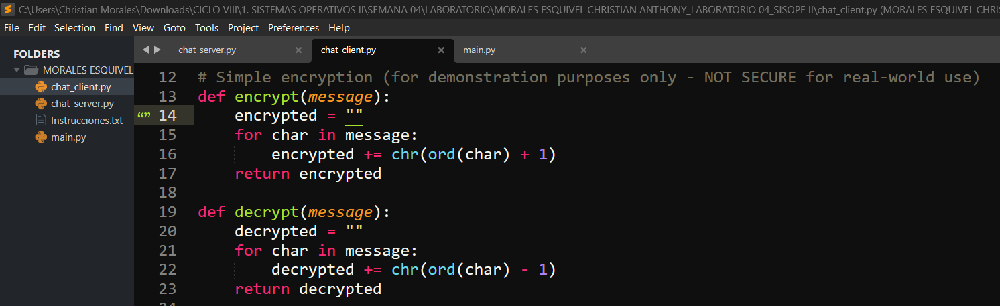 C:\Users\Christian Morales\Downloads\CICLO VIII\1. SISTEMAS OPERATIVOS II\SEMANA 04\LABORATORIO\MORALES ESQUIVEL CHRISTIAN ANTHONY_LABORATORIO 04_SISOPE II\chat_client.py (MORALES ESQUIVEL CHRIS
File Edit Selection Find View Goto Tools Project Preferences Help
FOLDERS
MORALES ESQUIVEL
chat_client.py
chat_server.py
Instrucciones.txt
main.py
chat_server.py × chat_client.py × main.py ×
12 # Simple encryption (for demonstration purposes only - NOT SECURE for real-world use)
13 def encrypt(message):
“” 14 encrypted = ""
15 for char in message:
16 encrypted += chr(ord(char) + 1)
17 return encrypted
18
19 def decrypt(message):
20 decrypted = ""
21 for char in message:
22 decrypted += chr(ord(char) - 1)
23 return decrypted